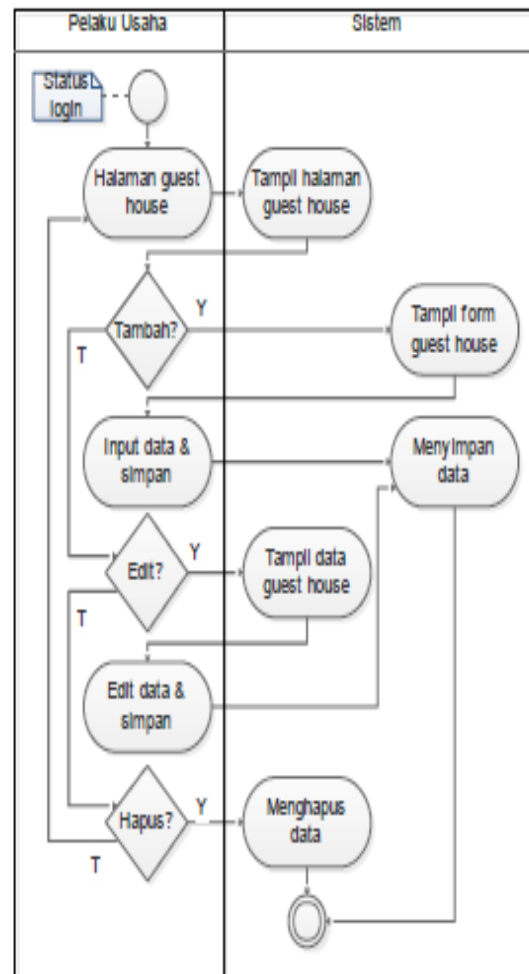 Pelaku Usaha
Sistem
Status
login
Halaman guest
house
Tampil halaman
guest house
Tambah?
Y
T
Tampil form
guest house
Input data &
simpan
Menyimpan
data
Edit?
Y
T
Tampil data
guest house
Edit data &
simpan
Hapus?
Y
T
Menghapus
data